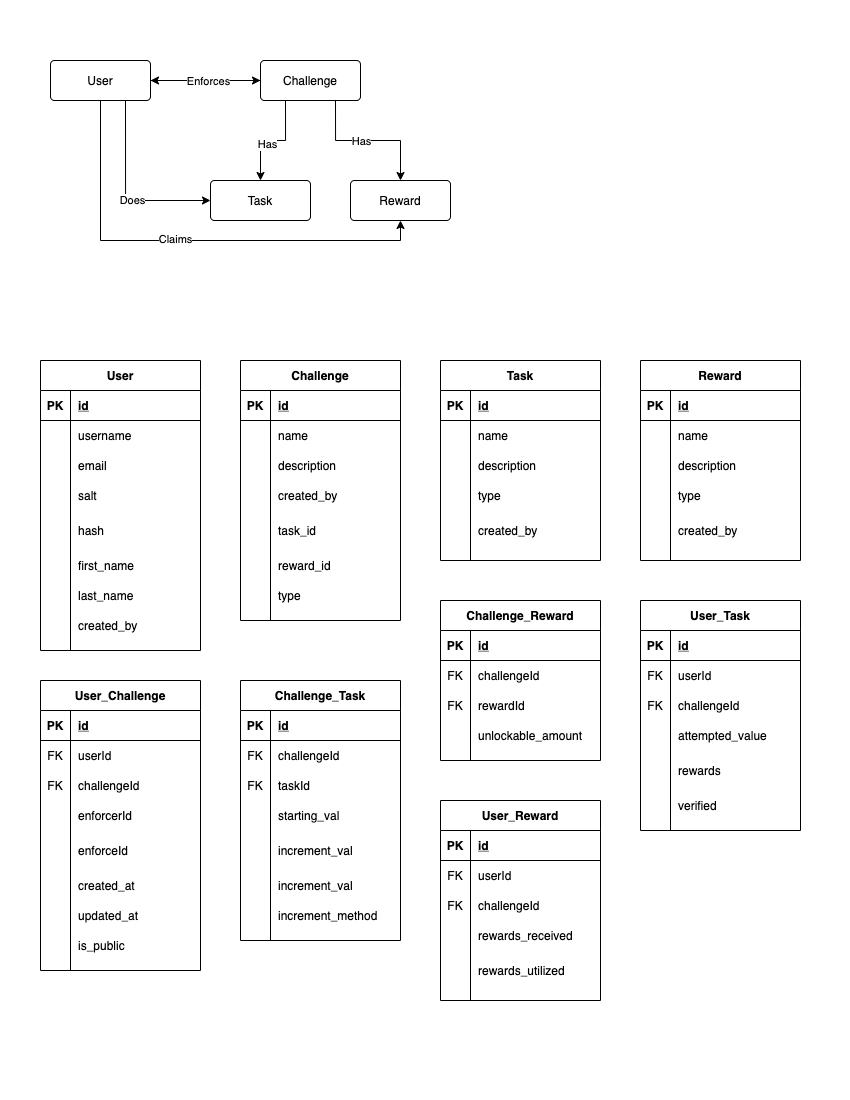 User
Enforces
Challenge
Has
Has
Does
Task
Reward
Claims
User
PK id
username
email
salt
hash
first_name
last_name
created_by
Challenge
PK id
name
description
created_by
task_id
reward_id
type
Task
PK id
name
description
type
created_by
Reward
PK id
name
description
type
created_by
Challenge_Reward
PK id
FK challengeId
FK rewardId
unlockable_amount
User_Task
PK id
FK userId
FK challengeId
attempted_value
rewards
verified
User_Challenge
PK id
FK userId
FK challengeId
enforcerId
enforceId
created_at
updated_at
is_public
Challenge_Task
PK id
FK challengeId
FK taskId
starting_val
increment_val
increment_val
increment_method
User_Reward
PK id
FK userId
FK challengeId
rewards_received
rewards_utilized